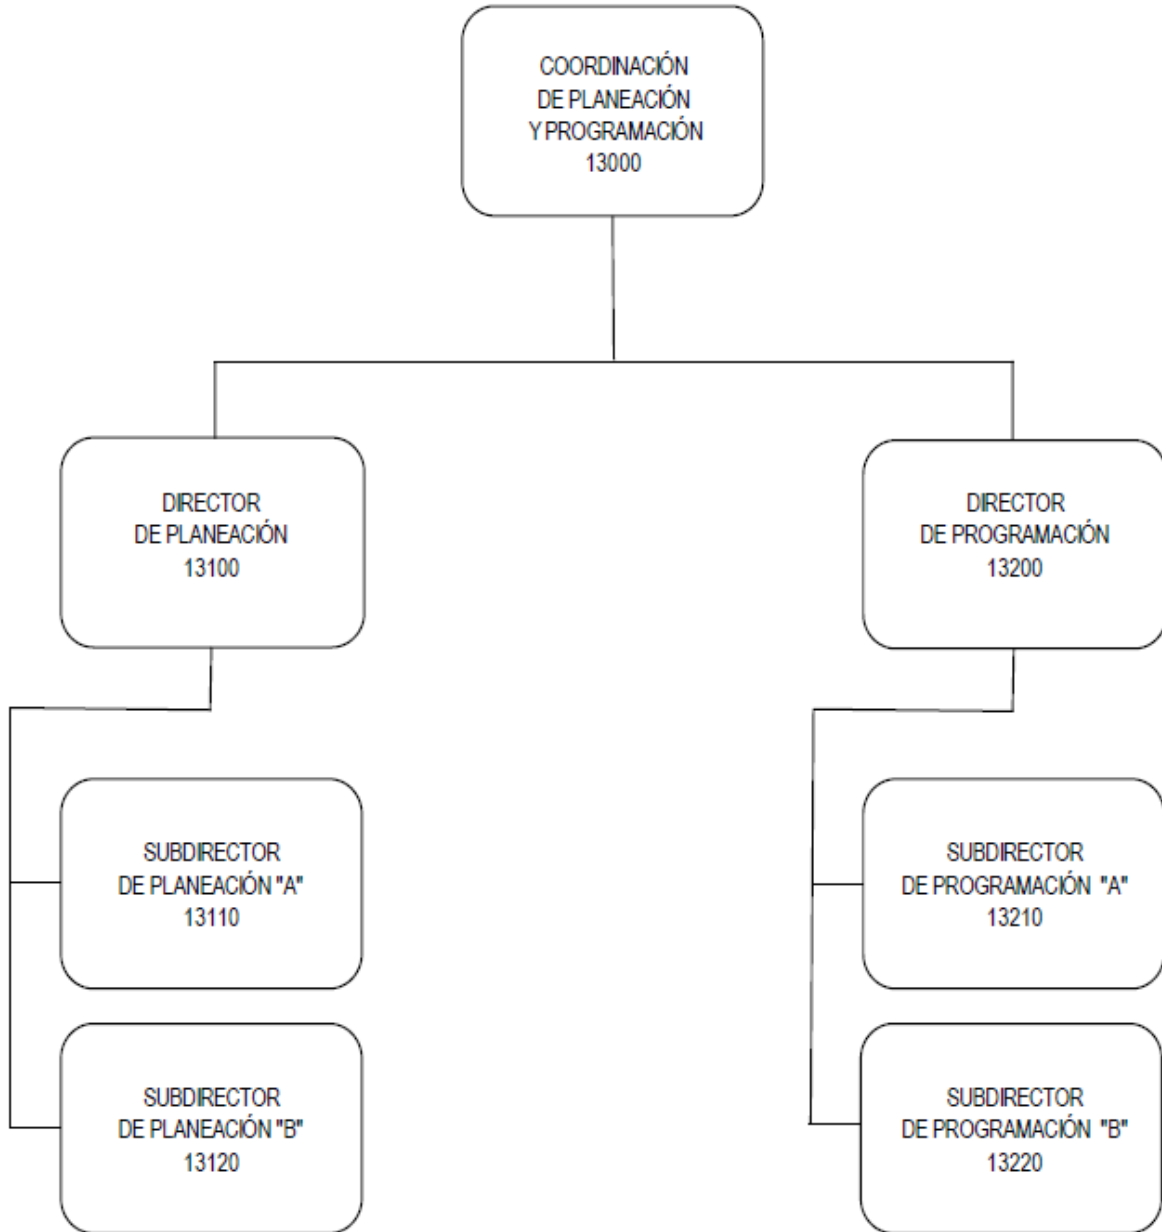 COORDINACIÓN
DE PLANEACIÓN
Y PROGRAMACIÓN
13000
DIRECTOR
DE PLANEACIÓN
13100
DIRECTOR
DE PROGRAMACIÓN
13200
SUBDIRECTOR
DE PLANEACIÓN "A"
13110
SUBDIRECTOR
DE PROGRAMACIÓN "A"
13210
SUBDIRECTOR
DE PLANEACIÓN "B"
13120
SUBDIRECTOR
DE PROGRAMACIÓN "B"
13220